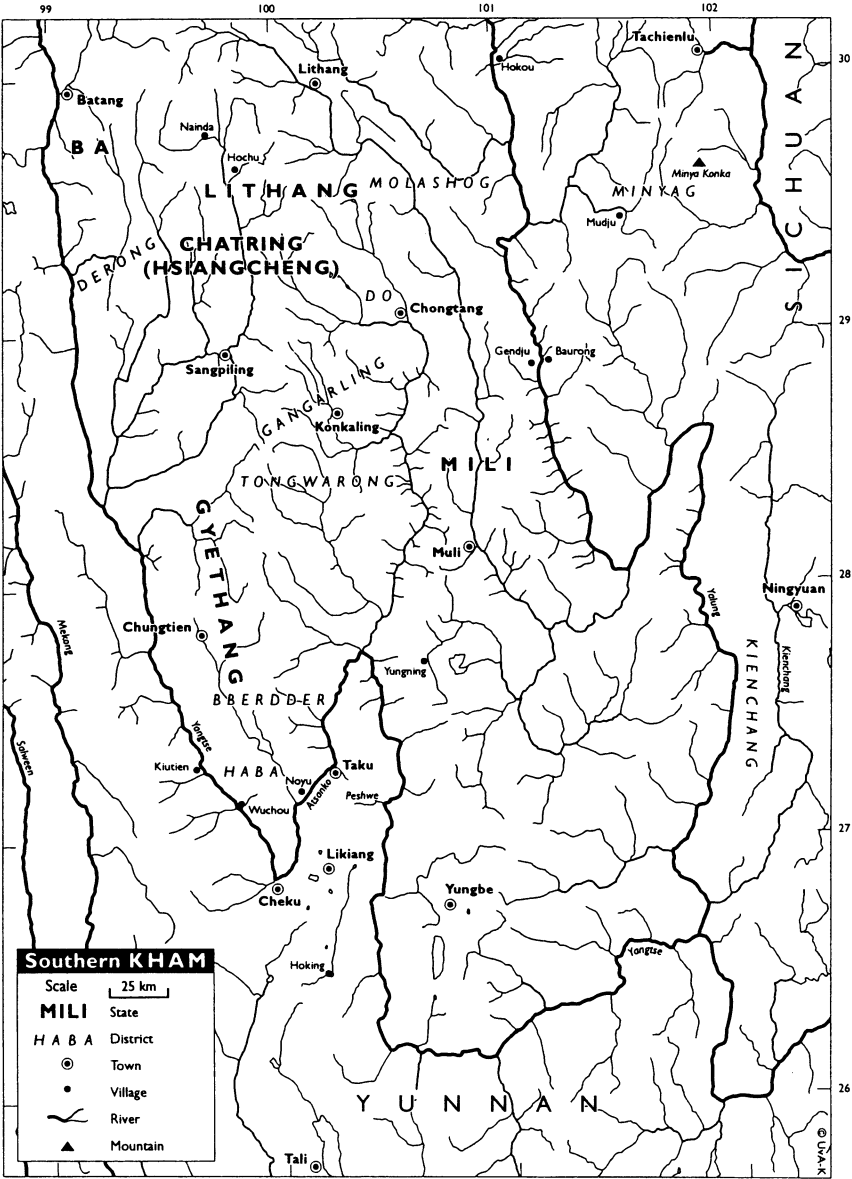 99
100
101
102
Tachienlu
Hokou
30
Lithang
Batang
BA
Nainda
Hochu
LITHANG
MOLASHOG
Minya Konka
MINYAG
Mudju
SICHUAN
CHATRING
(HSIANGCHENG)
DERONG
DO
Chongtang
29
Gendju
Baurong
Sangpiling
GANGARLING
Konkaling
MILI
TONGWARONG
GYETHANG
Muli
28
Ningyuan
Yalung
Mekong
Chungtien
KIENCHANG
Kienchang
Yungning
BBERDDER
Yangtse
Salween
Kiutien
HABA
Noyu
Taku
Atsonko
Peshwe
Wuchou
27
Likiang
Cheku
Yungbe
Yangtse
Hoking
Southern KHAM
Scale 25 km
MILI State
HABA District
Town
Village
River
Mountain
26
YUNNAN
Tali
© UvA-K